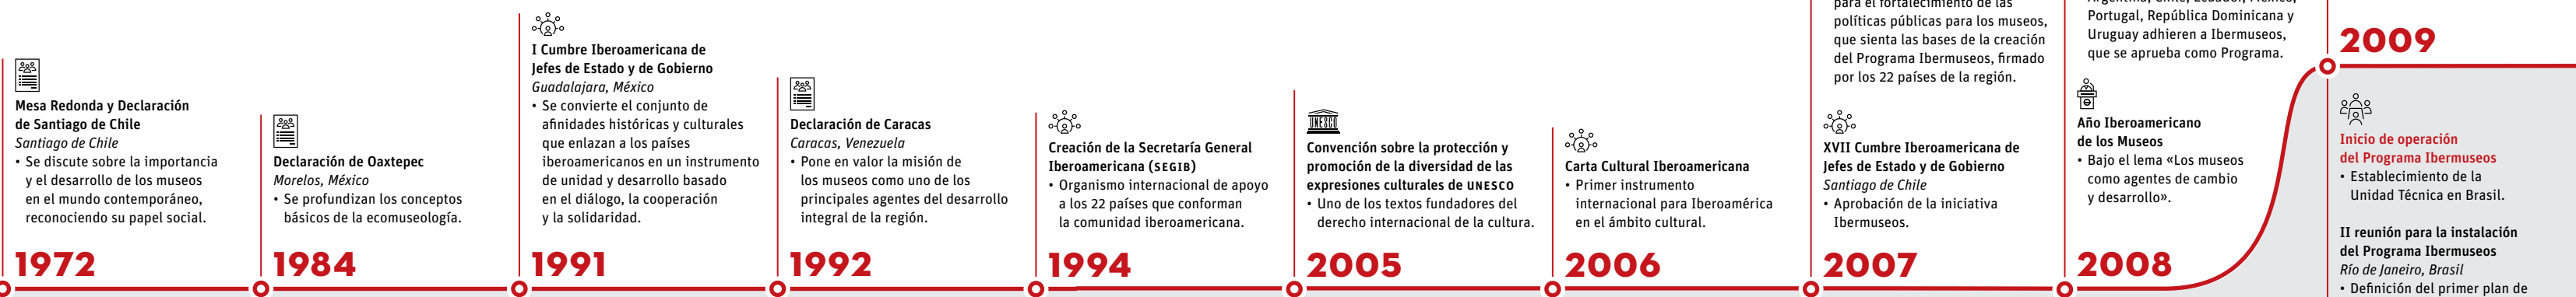 Mesa Redonda y Declaración
de Santiago de Chile
Santiago de Chile
• Se discute sobre la importancia
y el desarrollo de los museos
en el mundo contemporáneo,
reconociendo su papel social.
1972
Declaración de Oaxtepec
Morelos, México
• Se profundizan los conceptos
básicos de la ecomuseología.
1984
I Cumbre Iberoamericana de
Jefes de Estado y de Gobierno
Guadalajara, México
• Se convierte el conjunto de
afinidades históricas y culturales
que enlazan a los países
iberoamericanos en un instrumento
de unidad y desarrollo basado
en el diálogo, la cooperación
y la solidaridad.
1991
Declaración de Caracas
Caracas, Venezuela
• Pone en valor la misión de
los museos como uno de los
principales agentes del desarrollo
integral de la región.
1992
Creación de la Secretaría General
Iberoamericana (SEGIB)
• Organismo internacional de apoyo
a los 22 países que conforman
la comunidad iberoamericana.
1994
UNESCO
Convención sobre la protección y
promoción de la diversidad de las
expresiones culturales de UNESCO
• Uno de los textos fundadores del
derecho internacional de la cultura.
2005
Carta Cultural Iberoamericana
• Primer instrumento
internacional para Iberoamérica
en el ámbito cultural.
2006
para el fortalecimiento de las
políticas públicas para los museos,
que sienta las bases de la creación
del Programa Ibermuseos, firmado
por los 22 países de la región.
XVII Cumbre Iberoamericana de
Jefes de Estado y de Gobierno
Santiago de Chile
• Aprobación de la iniciativa
Ibermuseos.
2007
Argentina, Chile, Ecuador, México,
Portugal, República Dominicana y
Uruguay adhieren a Ibermuseos,
que se aprueba como Programa.
Año Iberoamericano
de los Museos
• Bajo el lema «Los museos
como agentes de cambio
y desarrollo».
2008
2009
Inicio de operación
del Programa Ibermuseos
• Establecimiento de la
Unidad Técnica en Brasil.
II reunión para la instalación
del Programa Ibermuseos
Río de Janeiro, Brasil
• Definición del primer plan de